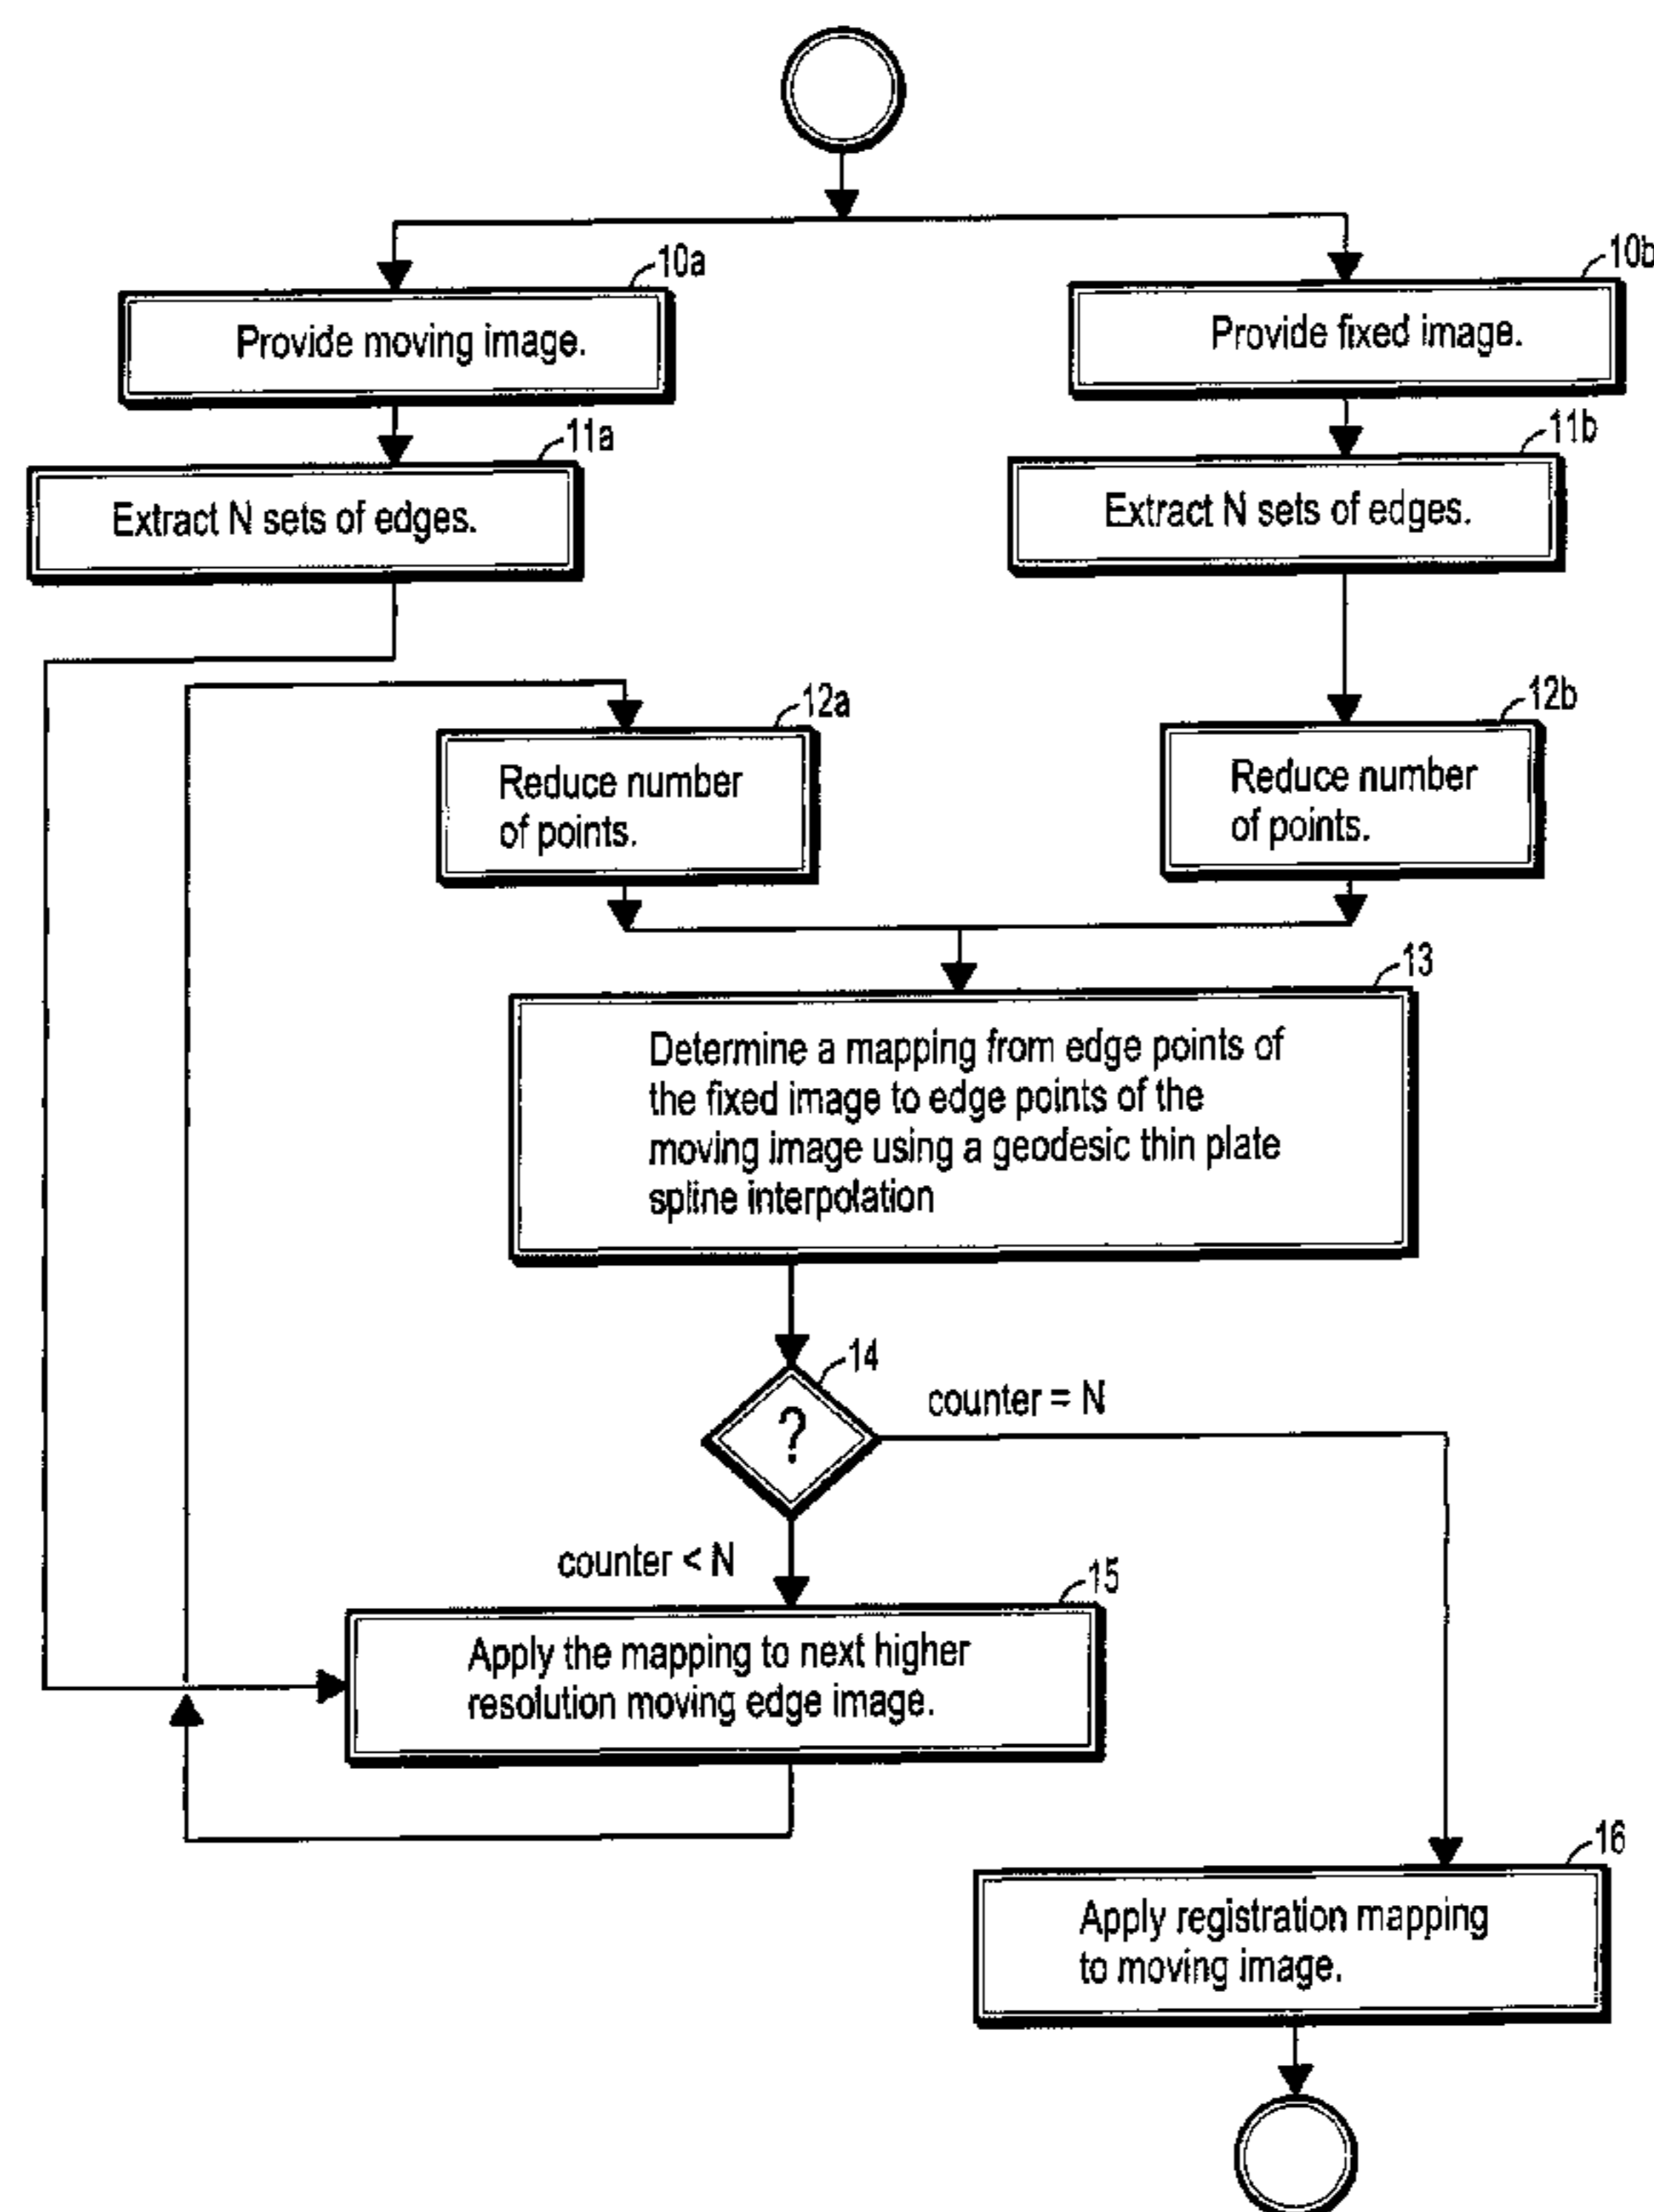 10a
Provide moving image.
10b
Provide fixed image.
11a
Extract N sets of edges.
11b
Extract N sets of edges.
12a
Reduce number
of points.
12b
Reduce number
of points.
13
Determine a mapping from edge points of
the fixed image to edge points of the
moving image using a geodesic thin plate
spline interpolation
14
?
counter = N
counter < N
15
Apply the mapping to next higher
resolution moving edge image.
16
Apply registration mapping
to moving image.